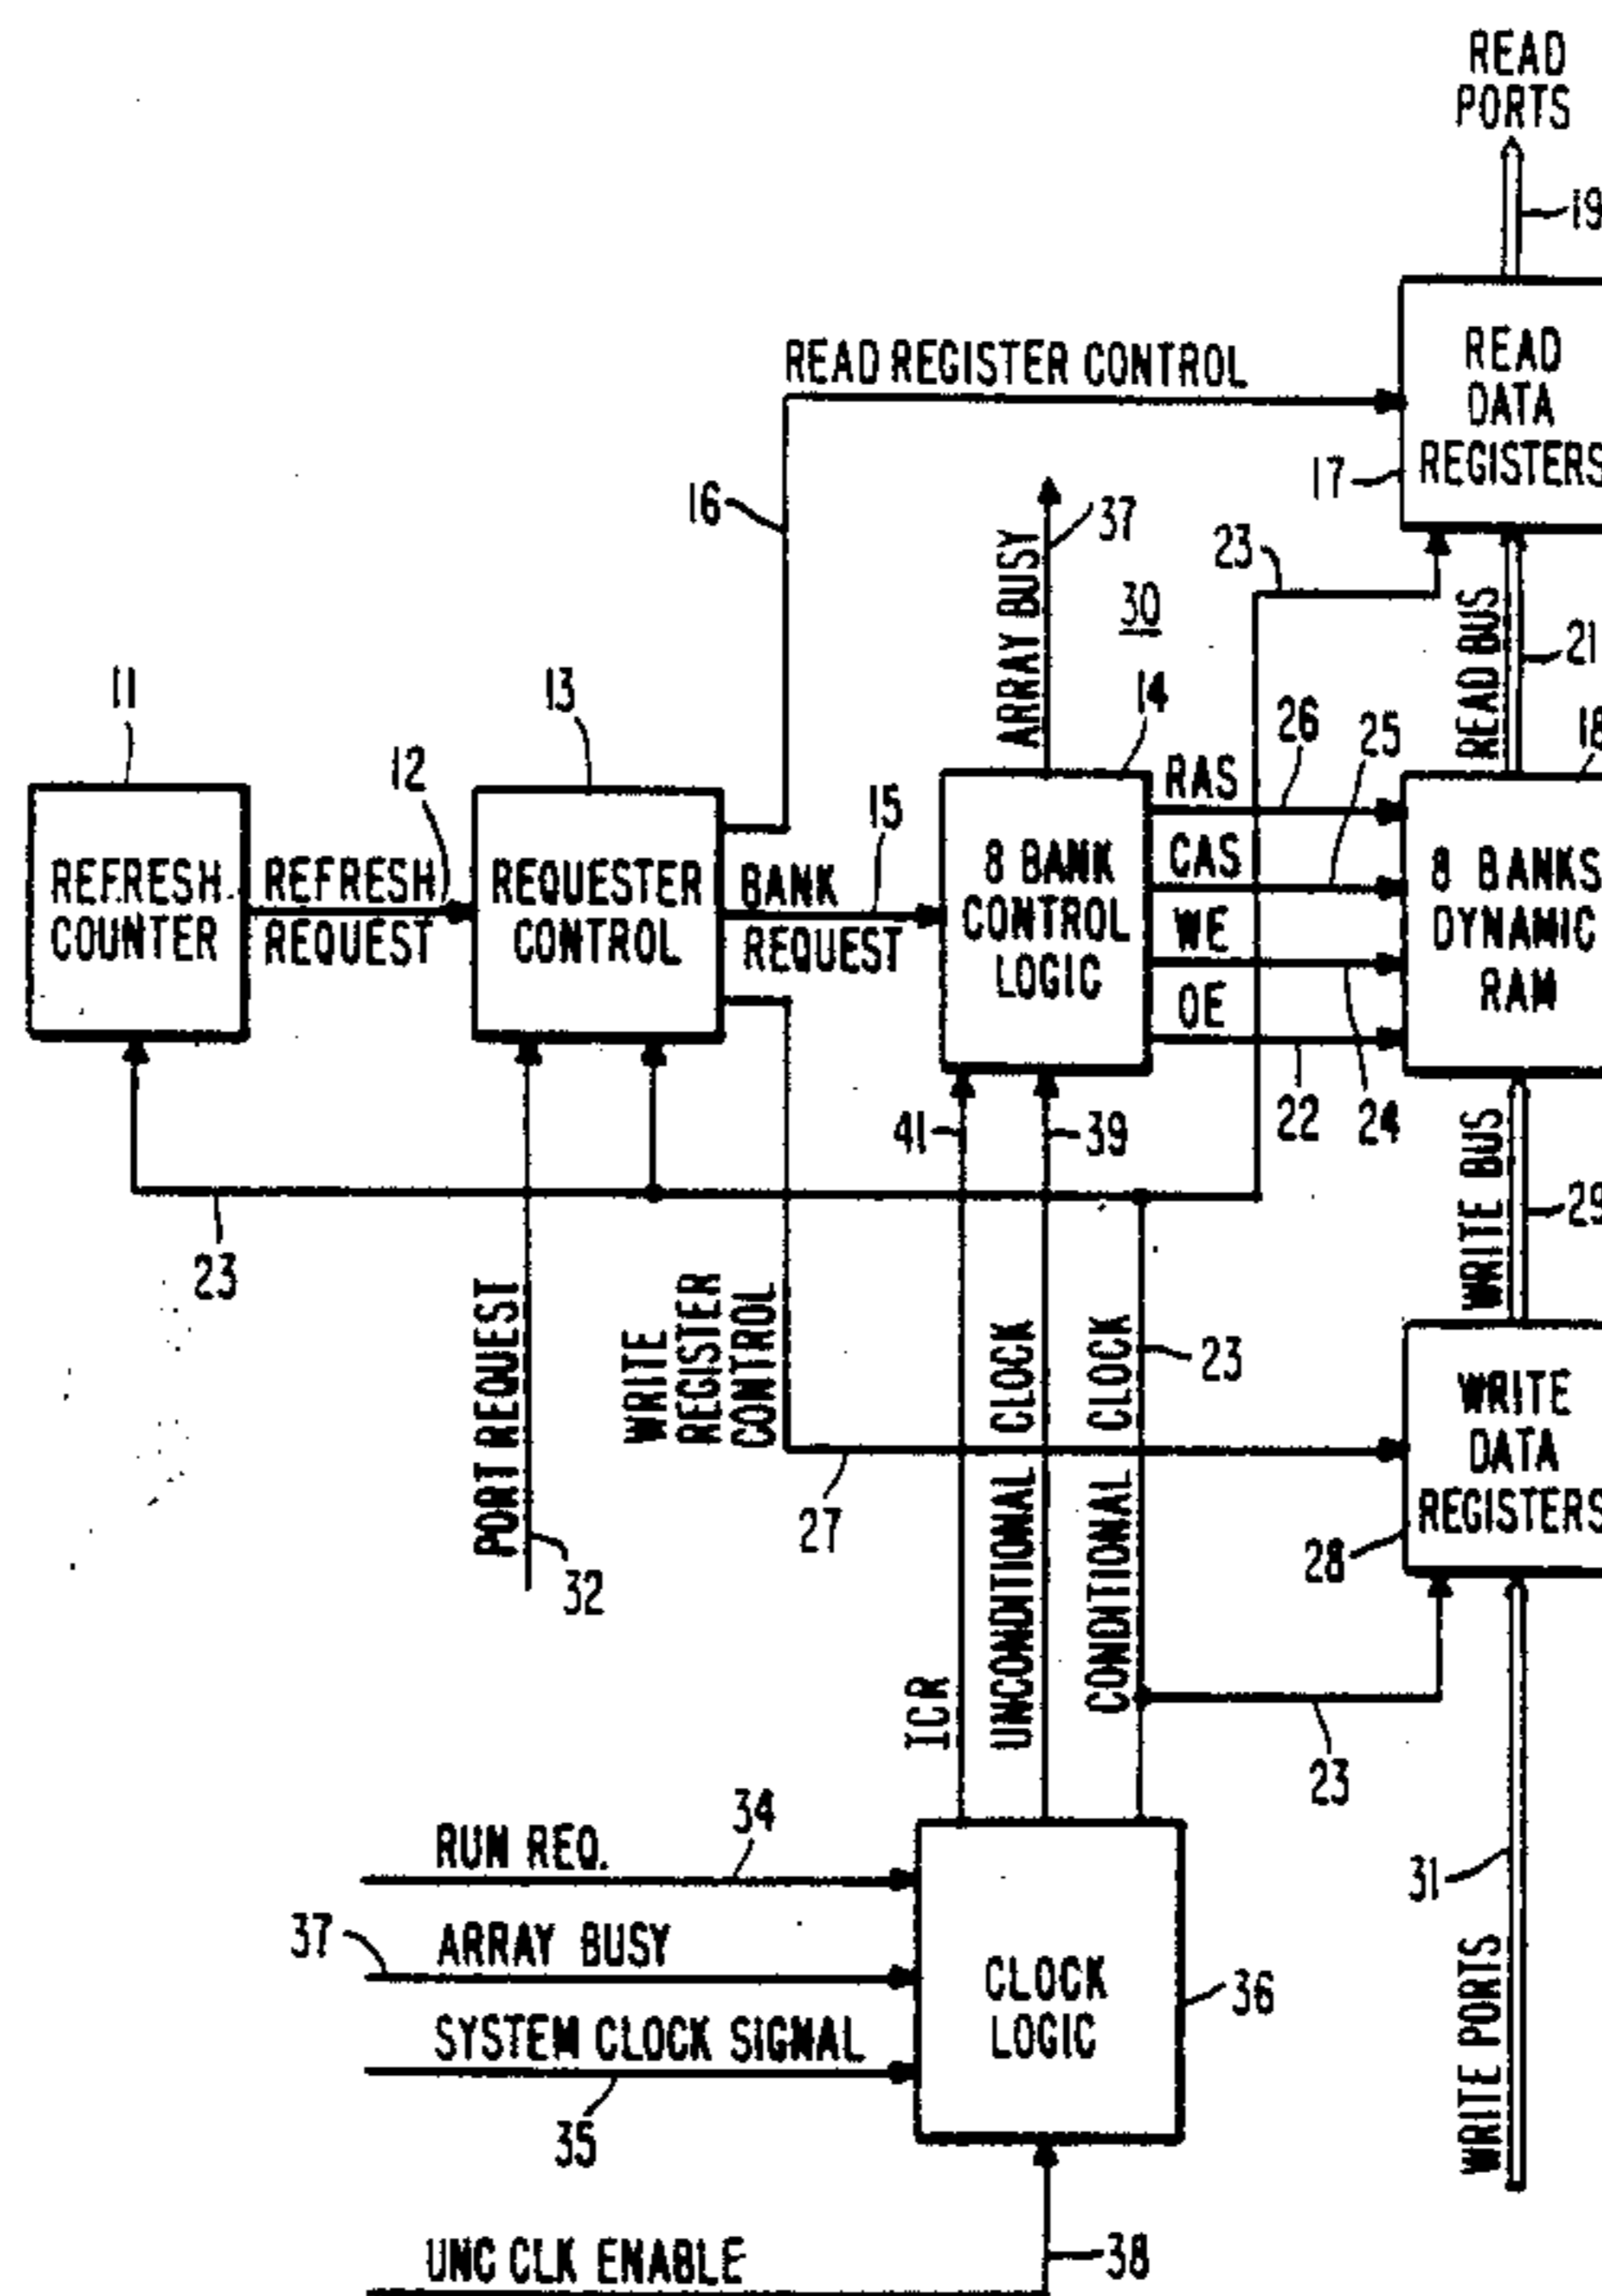 READ
PORTS
19
READ
DATA
REGISTERS
17
READ REGISTER CONTROL
16
37
23
ARRAY BUSY
30
READ BUS
21
11
13
14
18
12
15
26
25
RAS
CAS
WE
OE
REFRESH
COUNTER
REFRESH
REQUEST
REQUESTER
CONTROL
BANK
REQUEST
8 BANK
CONTROL
LOGIC
8 BANKS
DYNAMIC
RAM
22
24
41
39
WRITE BUS
29
23
PORT REQUEST
WRITE
REGISTER
CONTROL
UNCONDITIONAL CLOCK
CONDITIONAL CLOCK
23
WRITE
DATA
REGISTERS
27
28
32
ICR
23
34
RUN REQ.
37
ARRAY BUSY
SYSTEM CLOCK SIGNAL
35
CLOCK
LOGIC
36
31
WRITE PORTS
UNC CLK ENABLE
38